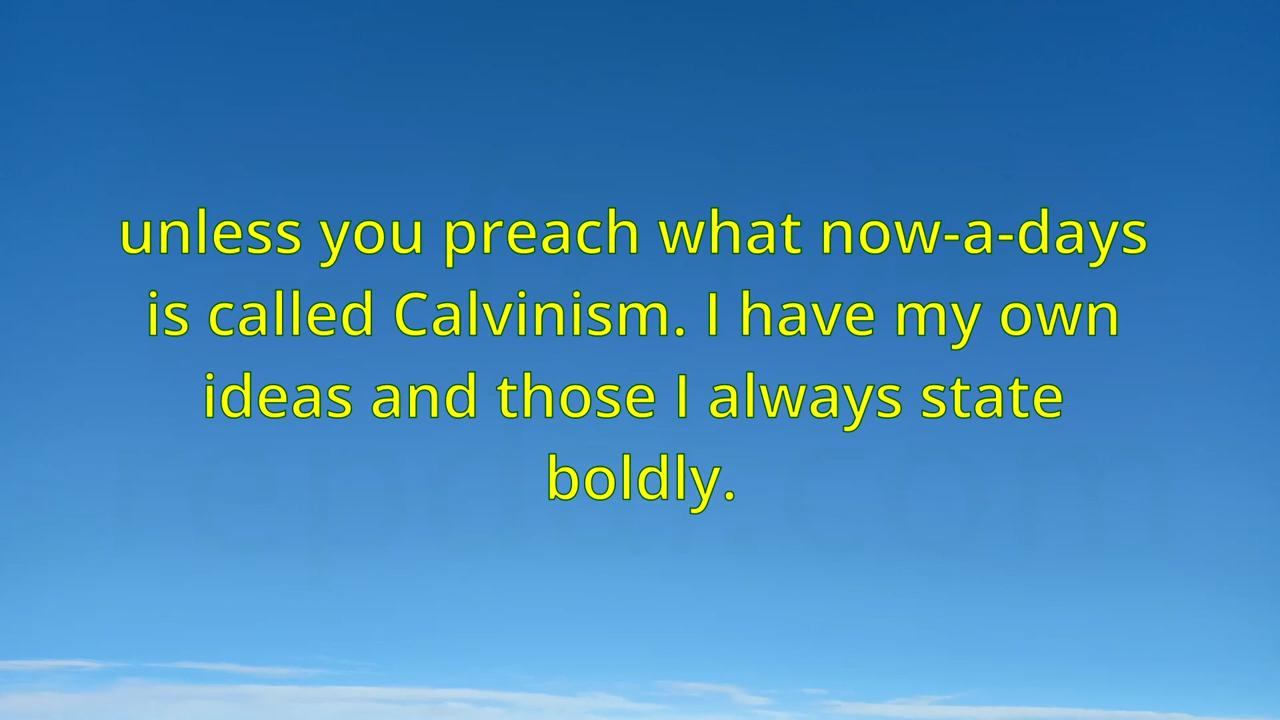 unless you preach what now-a-days
is called Calvinism. I have my own
ideas and those I always state
boldly.